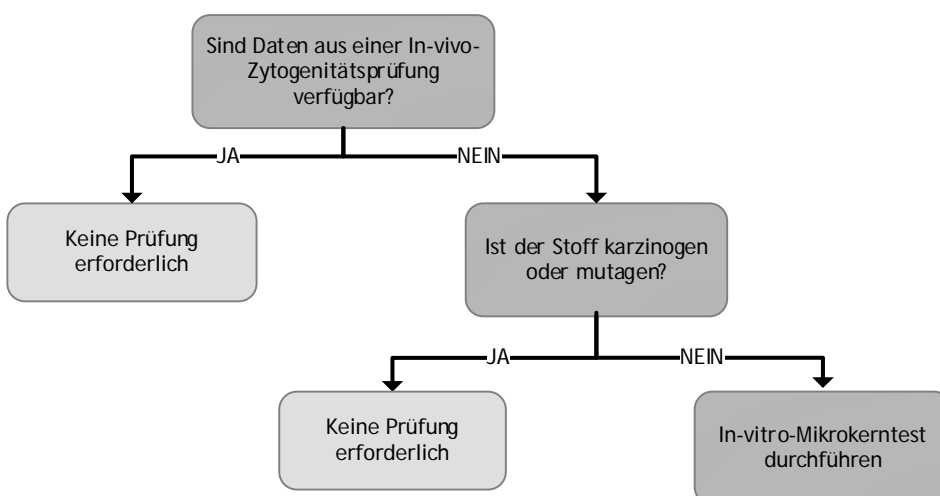 Sind Daten aus einer In-vivo-
Zytogenitätsprüfung
verfügbar?
JA
NEIN
Keine Prüfung
erforderlich
Ist der Stoff karzinogen
oder mutagen?
JA
NEIN
Keine Prüfung
erforderlich
In-vitro-Mikrokerntest
durchführen